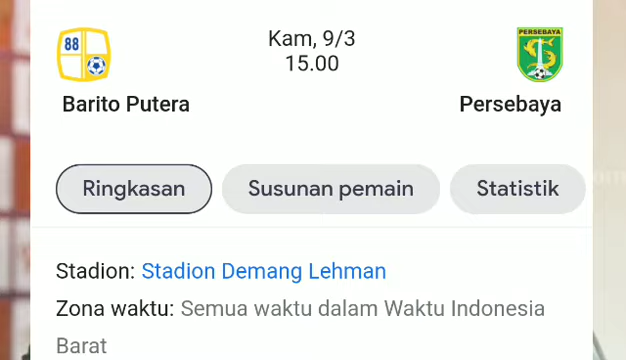 88
PERSEBAYA
Kam, 9/3
15.00
Barito Putera
Persebaya
Ringkasan
Susunan pemain
Statistik
Stadion: Stadion Demang Lehman
Zona waktu: Semua waktu dalam Waktu Indonesia
Barat